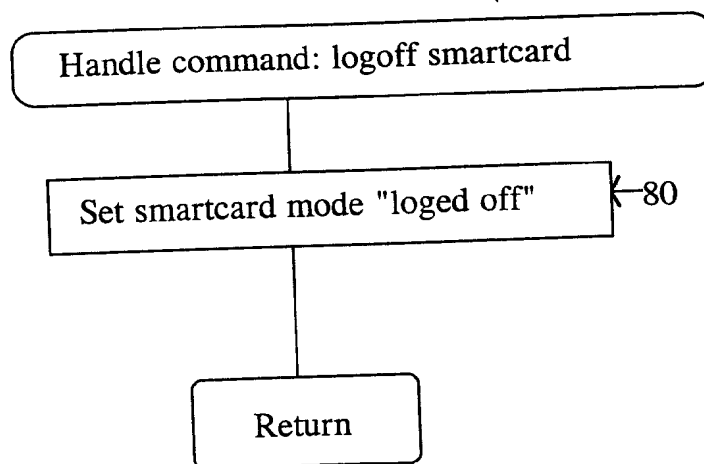 Handle command: logoff smartcard
Set smartcard mode "loged off"
80
Return